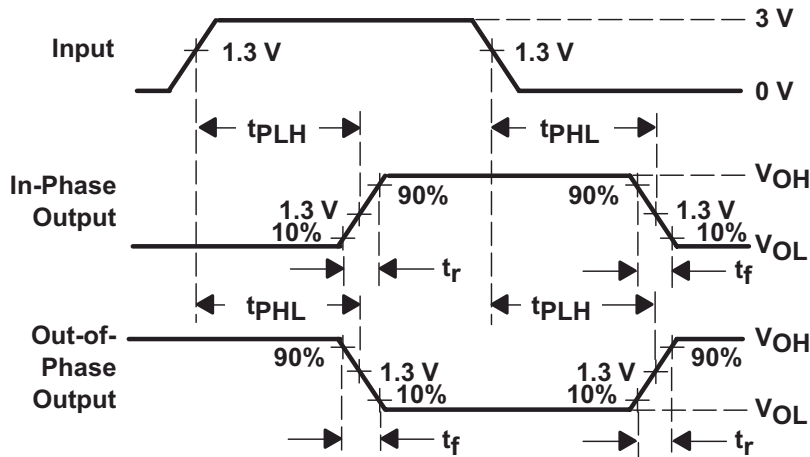 3 V
Input
1.3 V
1.3 V
0 V
tPLH
tPHL
In-Phase
Output
VOH
90%
90%
1.3 V
1.3 V
10%
10%
VOL
tr
tf
tPHL
tPLH
Out-of-
Phase
Output
VOH
90%
90%
1.3 V
1.3 V
10%
10%
VOL
tf
tr